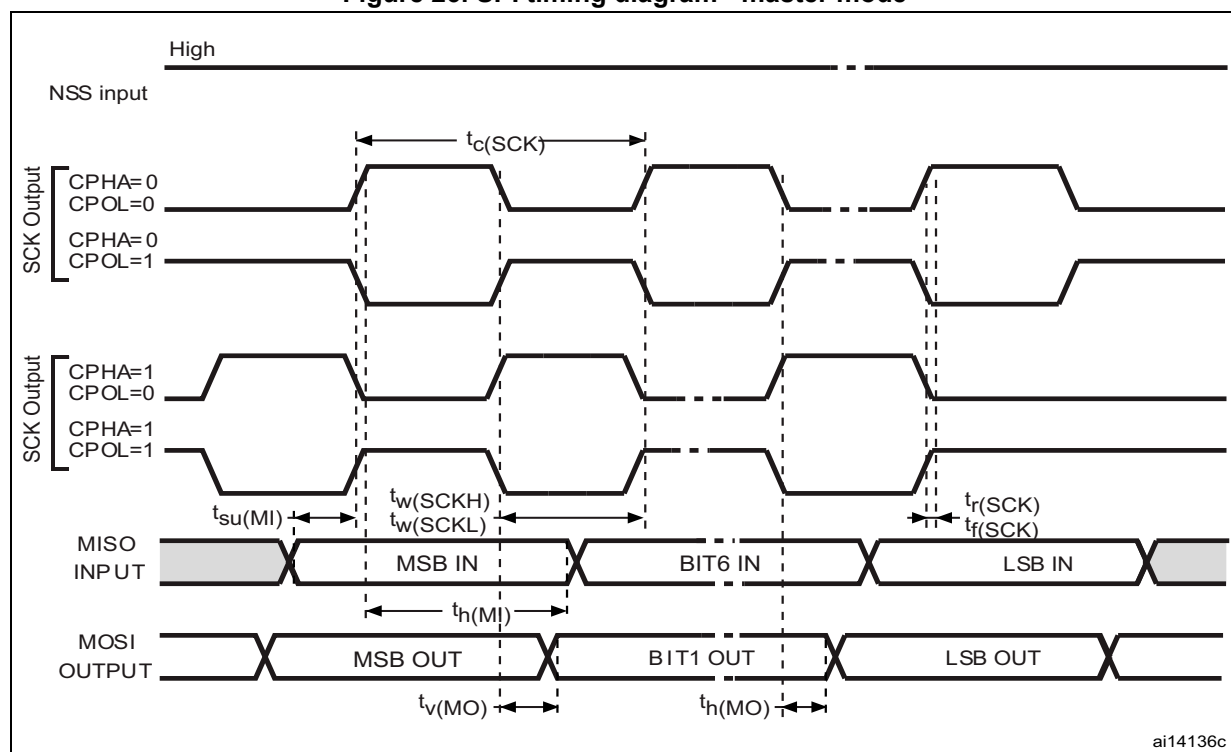 Figure 26. SPI timing diagram - master mode
High
NSS input
tc(SCK)
SCK Output
CPHA=0
CPOL=0
CPHA=0
CPOL=1
SCK Output
CPHA=1
CPOL=0
CPHA=1
CPOL=1
tsu(MI)
tw(SCKH)
tw(SCKL)
tr(SCK)
tf(SCK)
MISO
INPUT
MSB IN
BIT6 IN
LSB IN
th(MI)
MOSI
OUTPUT
MSB OUT
BIT1 OUT
LSB OUT
tv(MO)
th(MO)
ai14136c